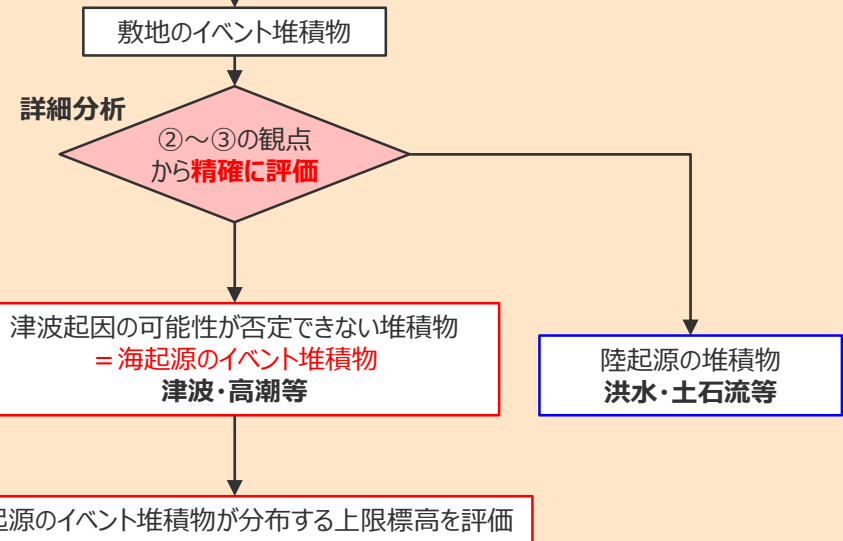 敷地のイベント堆積物
詳細分析
②～③の観点
から精確に評価
津波起因の可能性が否定できない堆積物
＝海起源のイベント堆積物
津波・高潮等
陸起源の堆積物
洪水・土石流等
起源のイベント堆積物が分布する上限標高を評価